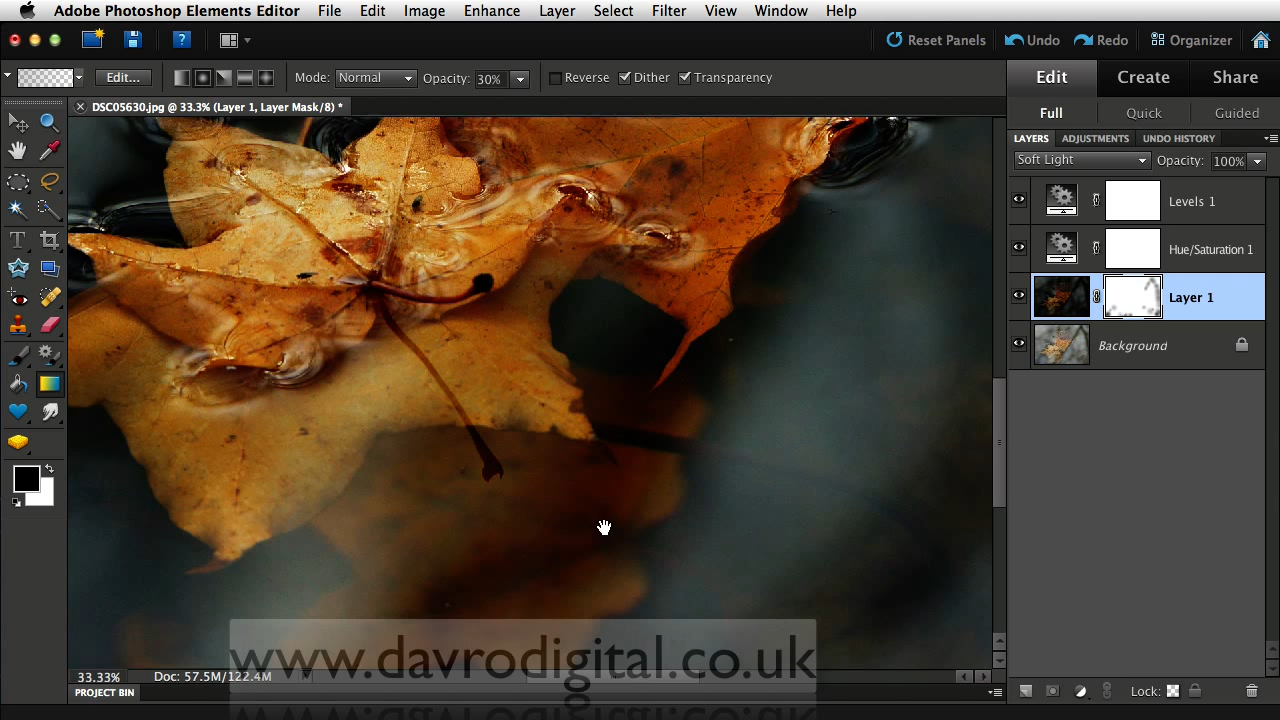 Adobe Photoshop Elements Editor File Edit Image Enhance Layer Select Filter View Window Help
? Reset Panels Undo Redo Organizer
Edit... Mode: Normal Opacity: 30% Reverse Dither Transparency
Edit Create Share
DSC05630.jpg @ 33.3% (Layer 1, Layer Mask/8) *
Full Quick Guided
LAYERS ADJUSTMENTS UNDO HISTORY
Soft Light Opacity: 100%
Levels 1
Hue/Saturation 1
Layer 1
Background
T
www.davrodigital.co.uk
33.33% Doc: 57.5M/122.4M
PROJECT BIN
Lock: